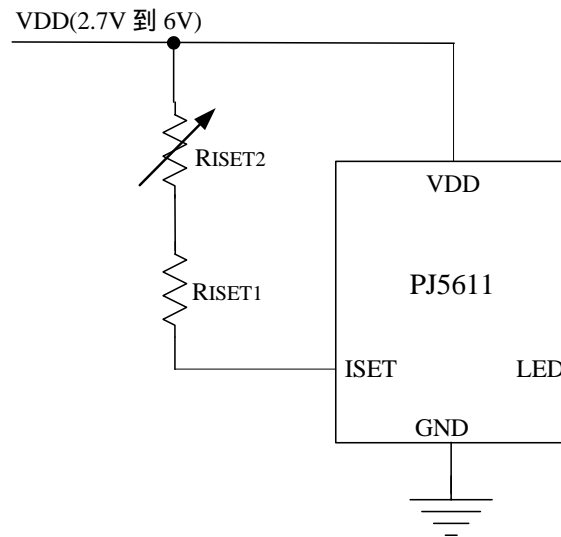 VDD(2.7V 到 6V)
RISET2
VDD
RISET1
PJ5611
ISET
LED
GND